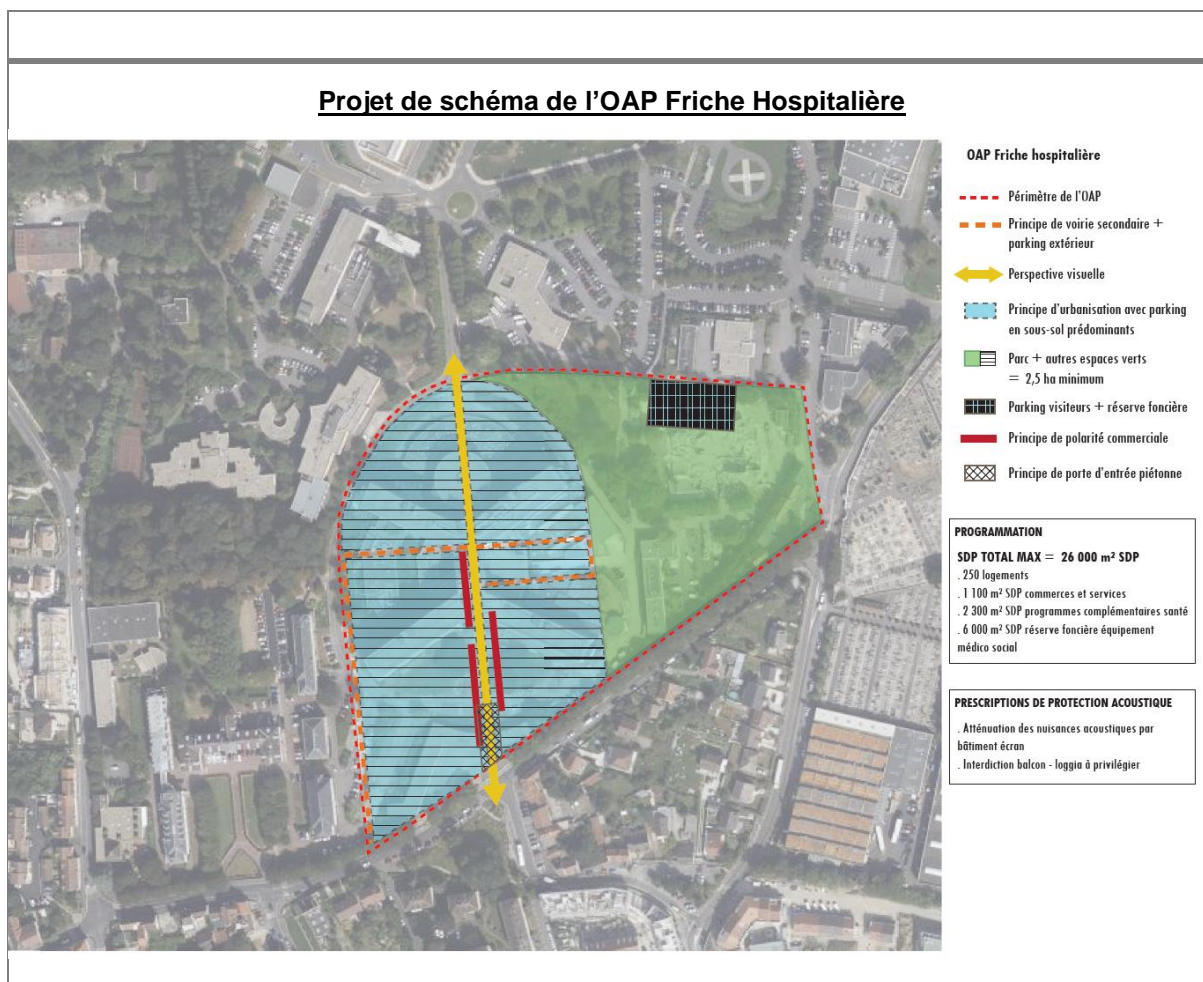 Projet de schéma de l'OAP Friche Hospitalière
OAP Friche hospitalière
Périmètre de l'OAP
Principe de voirie secondaire +
parking extérieur
Perspective visuelle
Principe d'urbanisation avec parking
en sous-sol prédominants
Parc + autres espaces verts
= 2,5 ha minimum
Parking visiteurs + réserve foncière
Principe de polarité commerciale
Principe de porte d'entrée piétonne
PROGRAMMATION
SDP TOTAL MAX = 26 000 m² SDP
. 250 logements
. 1 100 m² SDP commerces et services
. 2 300 m² SDP programmes complémentaires santé
. 6 000 m² SDP réserve foncière équipement
médico social
PRESCRIPTIONS DE PROTECTION ACOUSTIQUE
. Atténuation des nuisances acoustiques par
bâtiment écran
. Interdiction balcon - loggia à privilégier